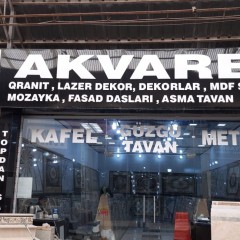 AKVARE
QRANIT , LAZER DEKOR, DEKORLAR , MDF S
MOZAYKA , FASAD DASLARI , ASMA TAVAN
KAFEL GÜZGÜ MET
TAVAN
TOPDAN